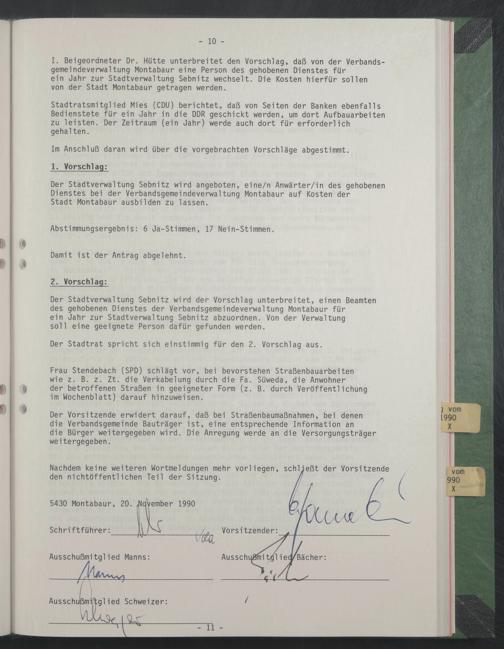 - 10 -
I. Beigeordneter Dr. Hütte unterbreitet den Vorschlag, daß von der Verbands-
gemeindeverwaltung Montabaur eine Person des gehobenen Dienstes für
ein Jahr zur Stadtverwaltung Sebnitz wechselt. Die Kosten hierfür sollen
von der Stadt Montabaur getragen werden.
Stadtratsmitglied Mies (CDU) berichtet, daß von Seiten der Banken ebenfalls
Bedienstete für ein Jahr in die DDR geschickt werden, um dort Aufbauarbeiten
zu leisten. Der Zeitraum (ein Jahr) werde auch dort für erforderlich
gehalten.
Im Anschluß daran wird über die vorgebrachten Vorschläge abgestimmt.
1. Vorschlag:
Der Stadtverwaltung Sebnitz wird angeboten, eine/n Anwärter/in des gehobenen
Dienstes bei der Verbandsgemeindeverwaltung Montabaur auf Kosten der
Stadt Montabaur ausbilden zu lassen.
Abstimmungsergebnis: 6 Ja-Stimmen, 17 Nein-Stimmen.
Damit ist der Antrag abgelehnt.
2. Vorschlag:
Der Stadtverwaltung Sebnitz wird der Vorschlag unterbreitet, einen Beamten
des gehobenen Dienstes der Verbandsgemeindeverwaltung Montabaur für
ein Jahr zur Stadtverwaltung Sebnitz abzuordnen. Von der Verwaltung
soll eine geeignete Person dafür gefunden werden.
Der Stadtrat spricht sich einstimmig für den 2. Vorschlag aus.
Frau Stendebach (SPD) schlägt vor, bei bevorstehen Straßenbauarbeiten
wie z. B. z. Zt. die Verkabelung durch die Fa. Süweda, die Anwohner
der betroffenen Straßen in geeigneter Form (z. B. durch Veröffentlichung
im Wochenblatt) darauf hinzuweisen.
Der Vorsitzende erwidert darauf, daß bei Straßenbaumaßnahmen, bei denen
die Verbandsgemeinde Bauträger ist, eine entsprechende Information an
die Bürger weitergegeben wird. Die Anregung werde an die Versorgungsträger
weitergegeben.
Nachdem keine weiteren Wortmeldungen mehr vorliegen, schließt der Vorsitzende
den nichtöffentlichen Teil der Sitzung.
5430 Montabaur, 20. November 1990
Schriftführer: Vorsitzender:
Ausschußmitglied Manns: Ausschußmitglied Bächer:
Manns
Ausschußmitglied Schweizer:
- 11 -
vom
1990
X
vom
990
X